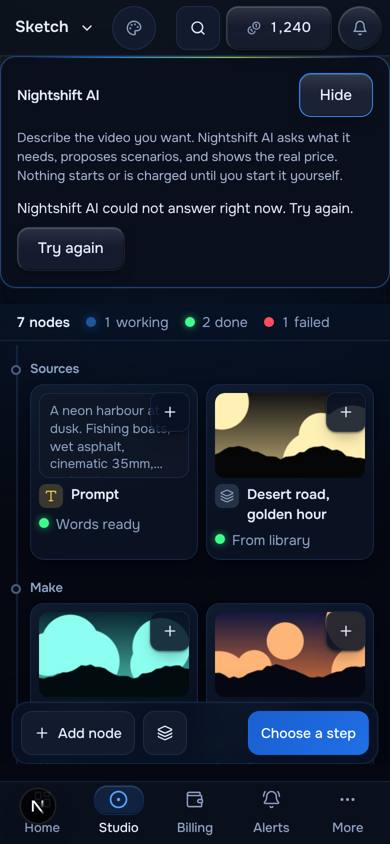 Sketch
1,240
Nightshift AI
Hide
Describe the video you want. Nightshift AI asks what it
needs, proposes scenarios, and shows the real price.
Nothing starts or is charged until you start it yourself.
Nightshift AI could not answer right now. Try again.
Try again
7 nodes
1 working
2 done
1 failed
Sources
A neon harbour at
dusk. Fishing boats,
wet asphalt,
cinematic 35mm,...
T
Prompt
Words ready
Desert road,
golden hour
From library
Make
+ Add node
Choose a step
N
Home
Studio
Billing
Alerts
More